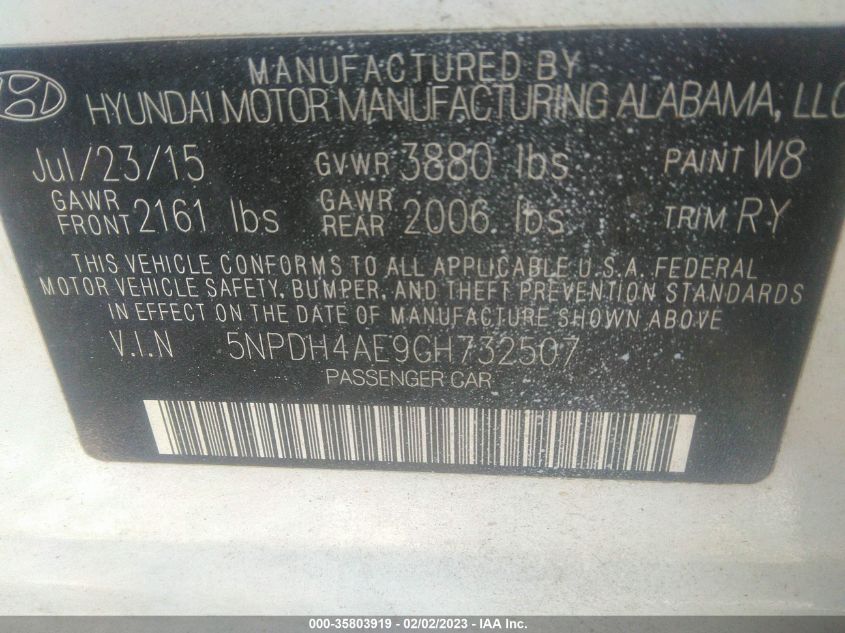 MANUFACTURED BY
HYUNDAI MOTOR MANUFACTURING ALABAMA, LLC
Jul/23/15 GVWR 3880 lbs PAINT W8
GAWR FRONT 2161 lbs GAWR REAR 2006 lbs TRIM RY
THIS VEHICLE CONFORMS TO ALL APPLICABLE U.S.A. FEDERAL
MOTOR VEHICLE SAFETY, BUMPER, AND THEFT PREVENTION STANDARDS
IN EFFECT ON THE DATE OF MANUFACTURE SHOWN ABOVE.
V.I.N 5NPDH4AE9GH732507
PASSENGER CAR
000-35803919 - 02/02/2023 - IAA Inc.